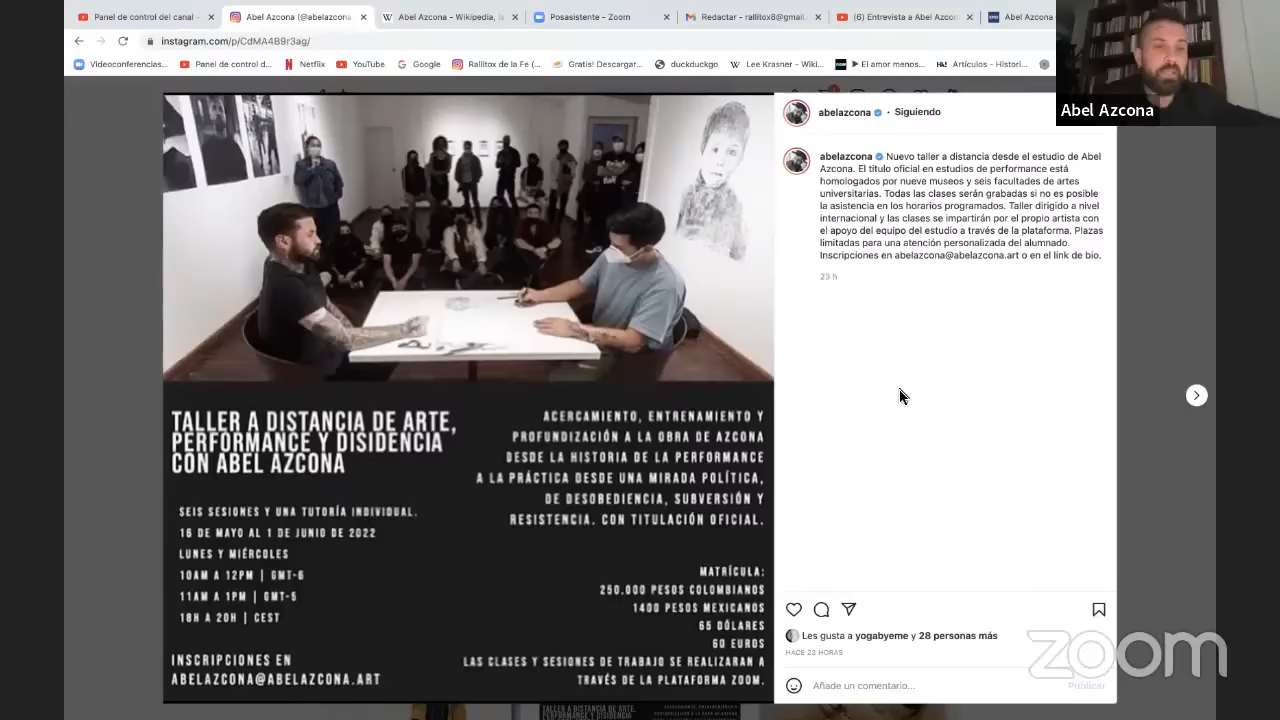 Panel de control del canal -
Abel Azcona (@abelazcona
Abel Azcona – Wikipedia, la
Posasistente - Zoom
Redactar - rallitox8@gmail.
(6) Entrevista a Abel Azcona
Abel Azcona
instagram.com/p/CdMA4B9r3ag/
Videoconferencias...
Panel de control d...
Netflix
YouTube
Google
Rallitox de la Fe (...
Gratis! Descargar...
duckduckgo
Lee Krasner – Wiki...
El amor menos...
HA!
Artículos - Histori...
Abel Azcona
abelazcona • Siguiendo
abelazcona Nuevo taller a distancia desde el estudio de Abel
Azcona. El titulo oficial en estudios de performance está
homologados por nueve museos y seis facultades de artes
universitarias. Todas las clases serán grabadas si no es posible
la asistencia en los horarios programados. Taller dirigido a nivel
internacional y las clases se impartirán por el propio artista con
el apoyo del equipo del estudio a través de la plataforma. Plazas
limitadas para una atención personalizada del alumnado.
Inscripciones en abelazcona@abelazcona.art o en el link de bio.
23 h
TALLER A DISTANCIA DE ARTE,
PERFORMANCE Y DISIDENCIA
CON ABEL AZCONA
SEIS SESIONES Y UNA TUTORÍA INDIVIDUAL.
16 DE MAYO AL 1 DE JUNIO DE 2022
LUNES Y MIÉRCOLES
10AM A 12PM | GMT-6
11AM A 1PM | GMT-5
18H A 20H | CEST
INSCRIPCIONES EN
ABELAZCONA@ABELAZCONA.ART
ACERCAMIENTO, ENTRENAMIENTO Y
PROFUNDIZACIÓN A LA OBRA DE AZCONA
DESDE LA HISTORIA DE LA PERFORMANCE
A LA PRÁCTICA DESDE UNA MIRADA POLÍTICA,
DE DESOBEDIENCIA, SUBVERSIÓN Y
RESISTENCIA. CON TITULACIÓN OFICIAL.
MATRÍCULA:
250.000 PESOS COLOMBIANOS
1400 PESOS MEXICANOS
65 DÓLARES
60 EUROS
LAS CLASES Y SESIONES DE TRABAJO SE REALIZARAN A
TRAVÉS DE LA PLATAFORMA ZOOM.
Les gusta a yogabyeme y 28 personas más
HACE 23 HORAS
Añade un comentario...
Publicar
zoom
TALLER A DISTANCIA DE ARTE,
PERFORMANCE Y DISIDENCIA